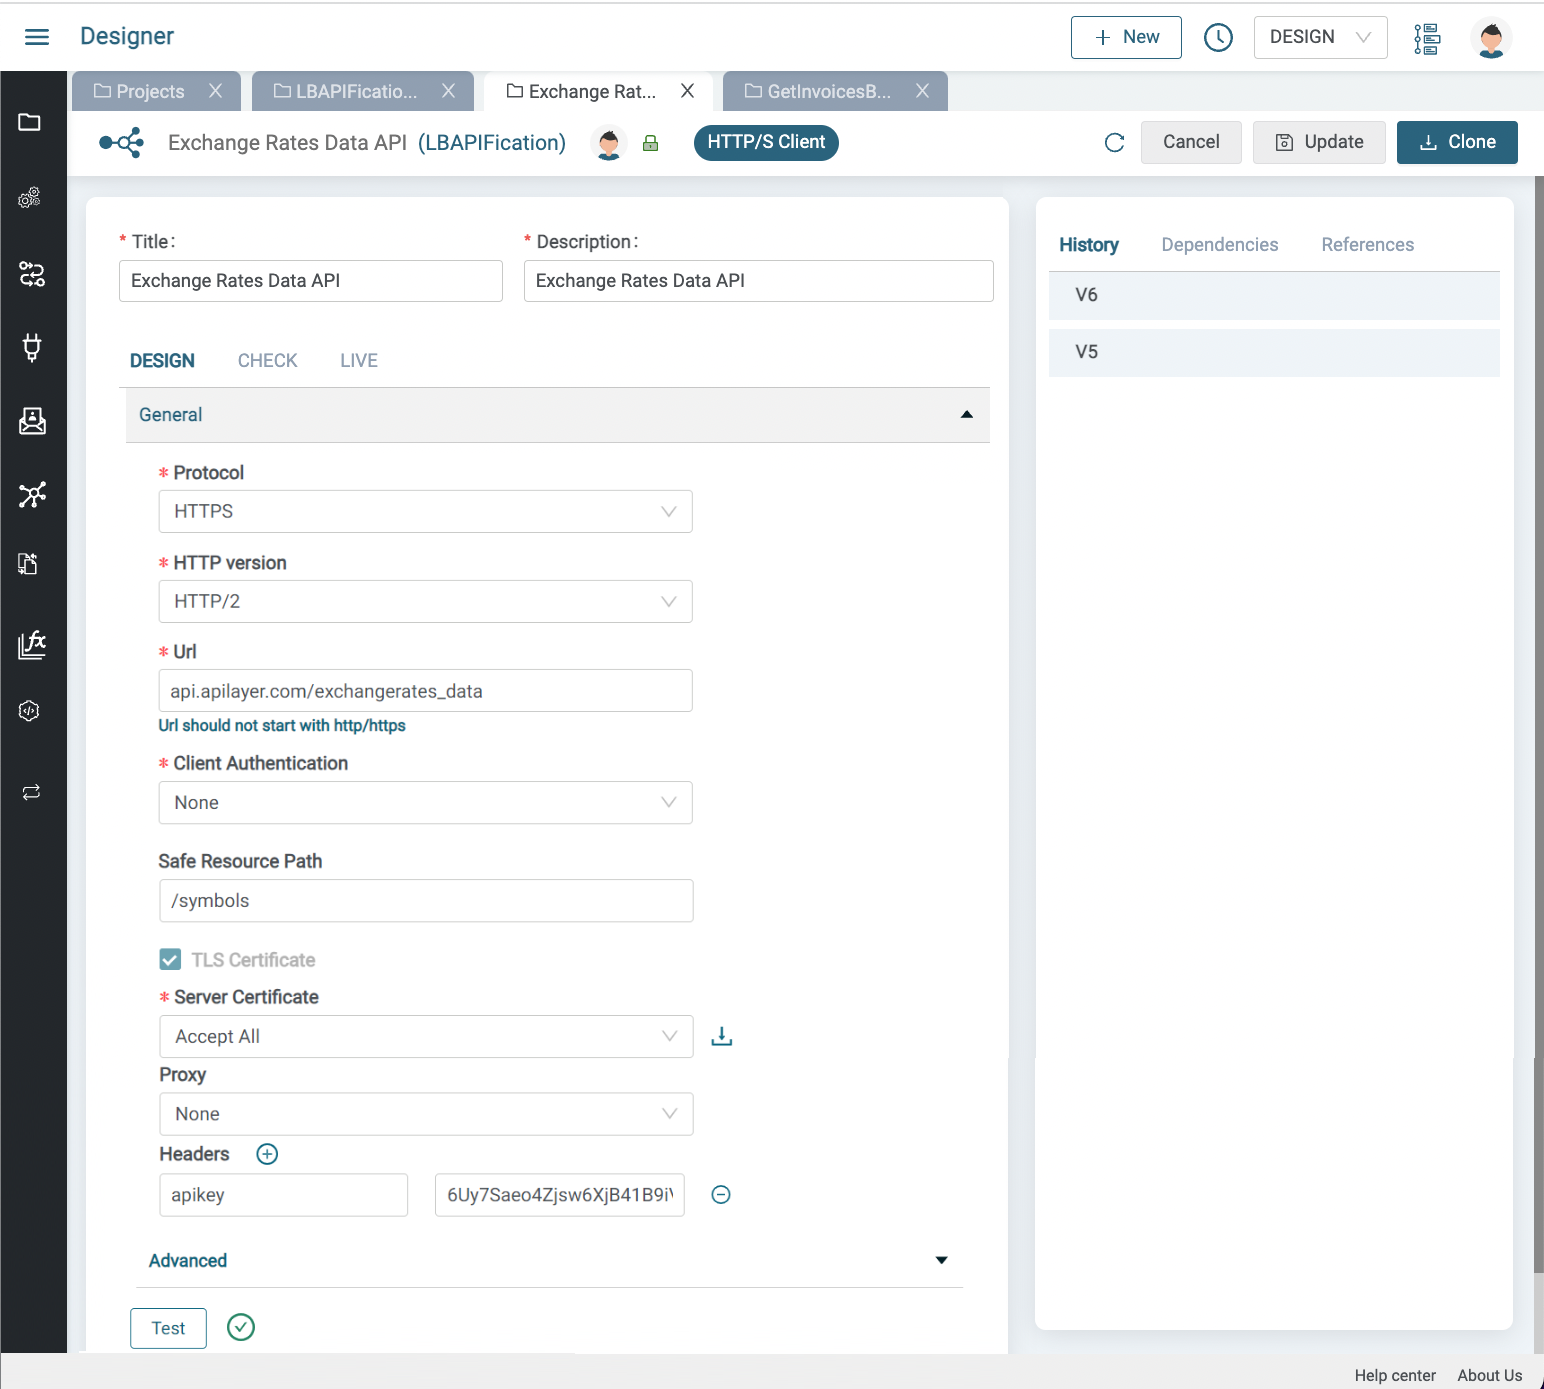 Designer
New
DESIGN
Projects
LBAPIFicatio...
Exchange Rat...
GetInvoicesB...
Exchange Rates Data API (LBAPIFication)
HTTP/S Client
Cancel
Update
Clone
* Title:
* Description:
Exchange Rates Data API
Exchange Rates Data API
DESIGN
CHECK
LIVE
General
* Protocol
HTTPS
* HTTP version
HTTP/2
* Url
api.apilayer.com/exchangerates_data
Url should not start with http/https
* Client Authentication
None
Safe Resource Path
/symbols
TLS Certificate
* Server Certificate
Accept All
Proxy
None
Headers
apikey
6Uy7Saeo4Zjsw6XjB41B9i
Advanced
Test
History
Dependencies
References
V6
V5
Help center
About Us